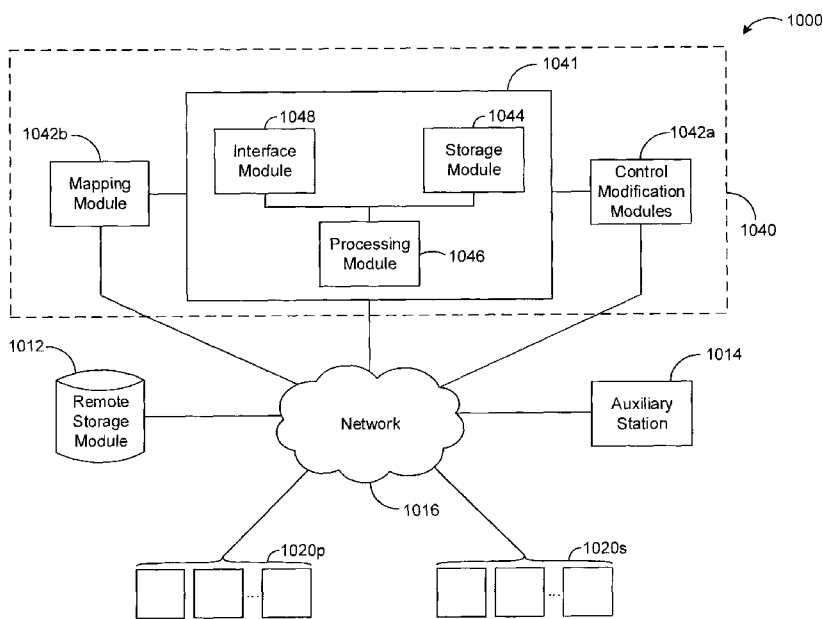 1000
1041
1048
1044
1042b
1042a
Interface
Module
Storage
Module
Mapping
Module
Control
Modification
Modules
Processing
Module
1046
1040
1012
1014
Remote
Storage
Module
Network
Auxiliary
Station
1016
1020p
1020s
...
...